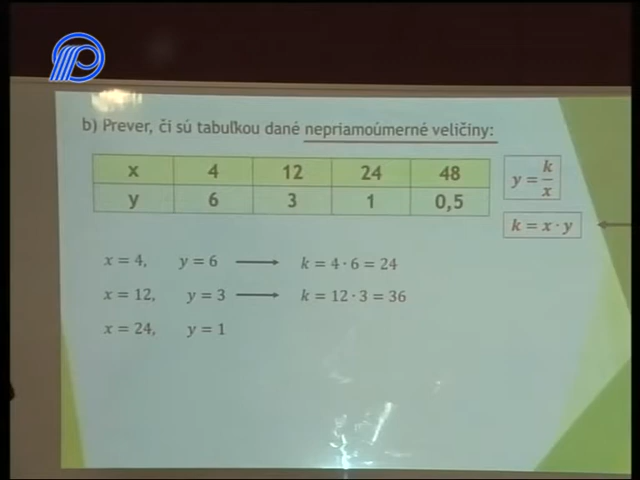 b) Prever, či sú tabuľkou dané nepriamoúmerné veličiny:
x 4 12 24 48
y 6 3 1 0,5
y = k/x
k = x · y
x = 4, y = 6 → k = 4 · 6 = 24
x = 12, y = 3 → k = 12 · 3 = 36
x = 24, y = 1